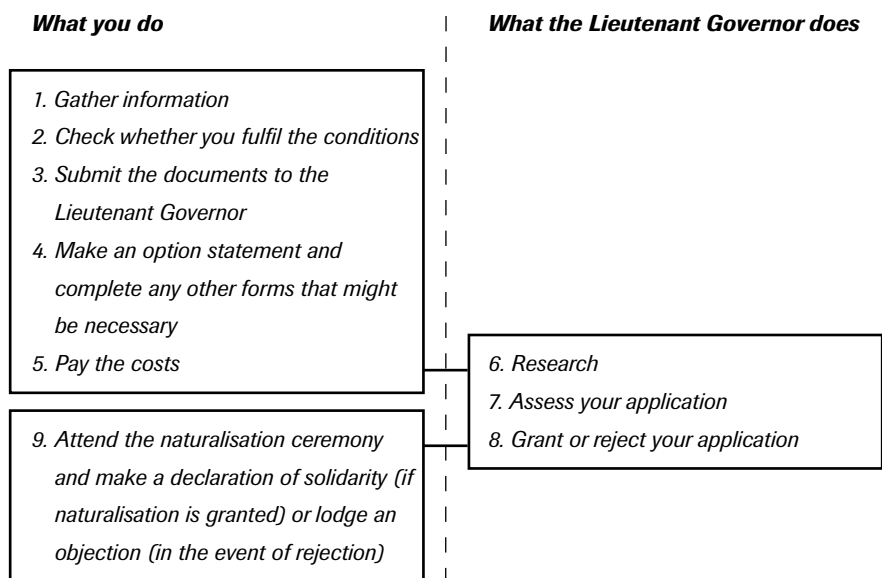 What you do
What the Lieutenant Governor does
1. Gather information
2. Check whether you fulfil the conditions
3. Submit the documents to the
Lieutenant Governor
4. Make an option statement and
complete any other forms that might
be necessary
5. Pay the costs
6. Research
7. Assess your application
8. Grant or reject your application
9. Attend the naturalisation ceremony
and make a declaration of solidarity (if
naturalisation is granted) or lodge an
objection (in the event of rejection)